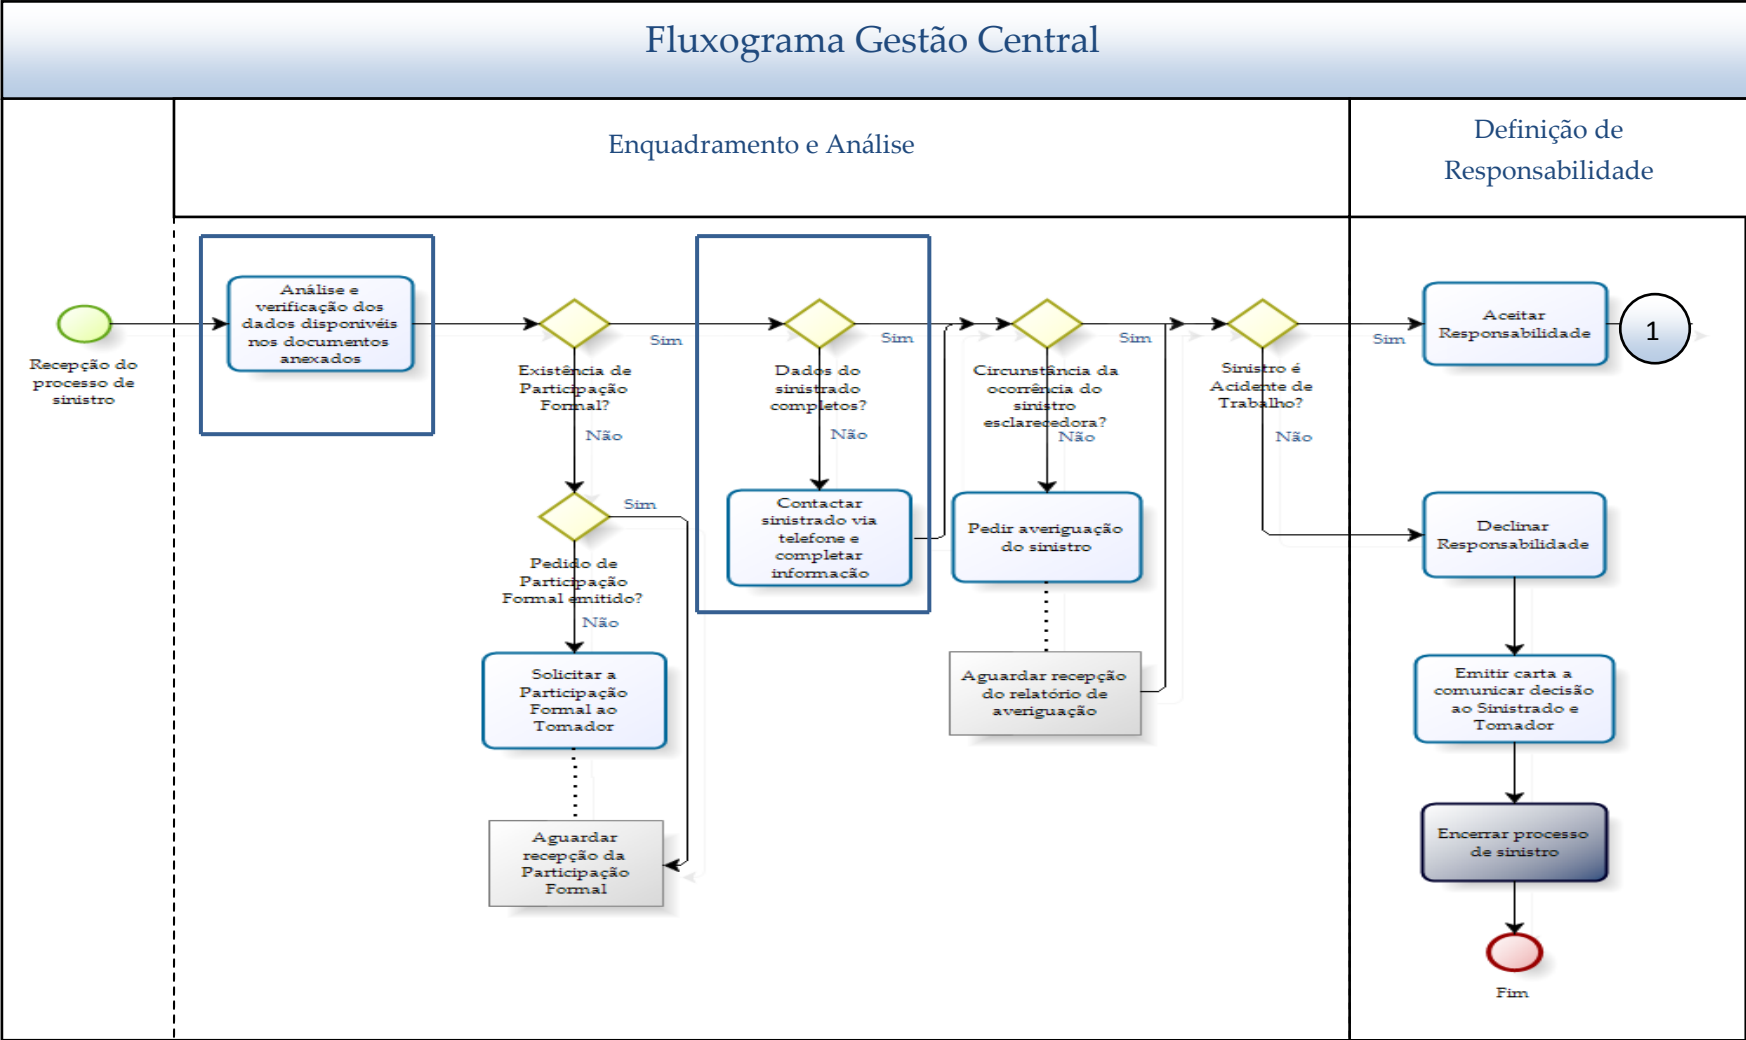 Fluxograma Gestão Central
Enquadramento e Análise
Definição de
Responsabilidade
Recepção do
processo de
sinistro
Análise e
verificação dos
dados disponivéis
nos documentos
anexados
Existência de
Participação
Formal?
Sim
Não
Pedido de
Participação
Formal emitido?
Sim
Não
Solicitar a
Participação
Formal ao
Tomador
Aguardar
recepção da
Participação
Formal
Dados do
sinistrado
completos?
Sim
Não
Contactar
sinistrado via
telefone e
completar
informação
Circunstância da
ocorrência do
sinistro
esclarecedora?
Sim
Não
Pedir averiguação
do sinistro
Aguardar recepção
do relatório de
averiguação
Sinistro é
Acidente de
Trabalho?
Sim
Não
Aceitar
Responsabilidade
1
Declinar
Responsabilidade
Emitir carta a
comunicar decisão
ao Sinistrado e
Tomador
Encerrar processo
de sinistro
Fim